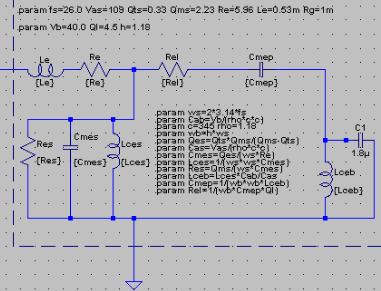 .param fs=26.0 Vas=109 Qts=0.33 Qms=2.23 Re=5.96 Le=0.53m Rg=1m
.param Vb=40.0 Ql=4.5 h=1.18
Le
{Le}
Re
{Re}
Rel
{Rel}
Cmep
{Cmep}
.param ws=2*3.14*fs
.param Cab=Vb/(rho*c*c)
.param c=345 rho=1.18
.param wb=h*ws
.param Qes=Qts*Qms/(Qms-Qts)
.param Cas=Vas/(rho*c*c)
.param Cmes=Qes/(ws*Re)
.param Lces=1/(ws*ws*Cmes)
.param Res=Qms/(ws*Cmes)
.param Lceb=Lces*Cab/Cas
.param Cmep=1/(wb*wb*Lceb)
.param Rel=1/(wb*Cmep*Ql)
Res
{Res}
Cmes
{Cmes}
Lces
{Lces}
C1
1.8µ
Lceb
{Lceb}